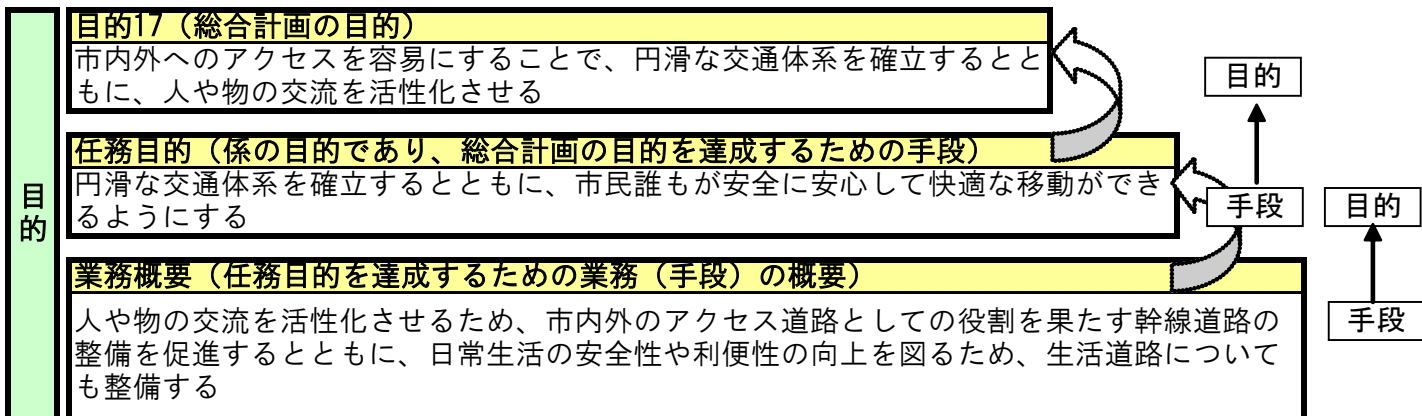 目的
目的17（総合計画の目的）
市内外へのアクセスを容易にすることで、円滑な交通体系を確立するとと
もに、人や物の交流を活性化させる
任務目的（係の目的であり、総合計画の目的を達成するための手段）
円滑な交通体系を確立するとともに、市民誰もが安全に安心して快適な移動ができ
るようにする
業務概要（任務目的を達成するための業務（手段）の概要）
人や物の交流を活性化させるため、市内外のアクセス道路としての役割を果たす幹線道路の
整備を促進するとともに、日常生活の安全性や利便性の向上を図るため、生活道路について
も整備する
目的
手段
目的
手段